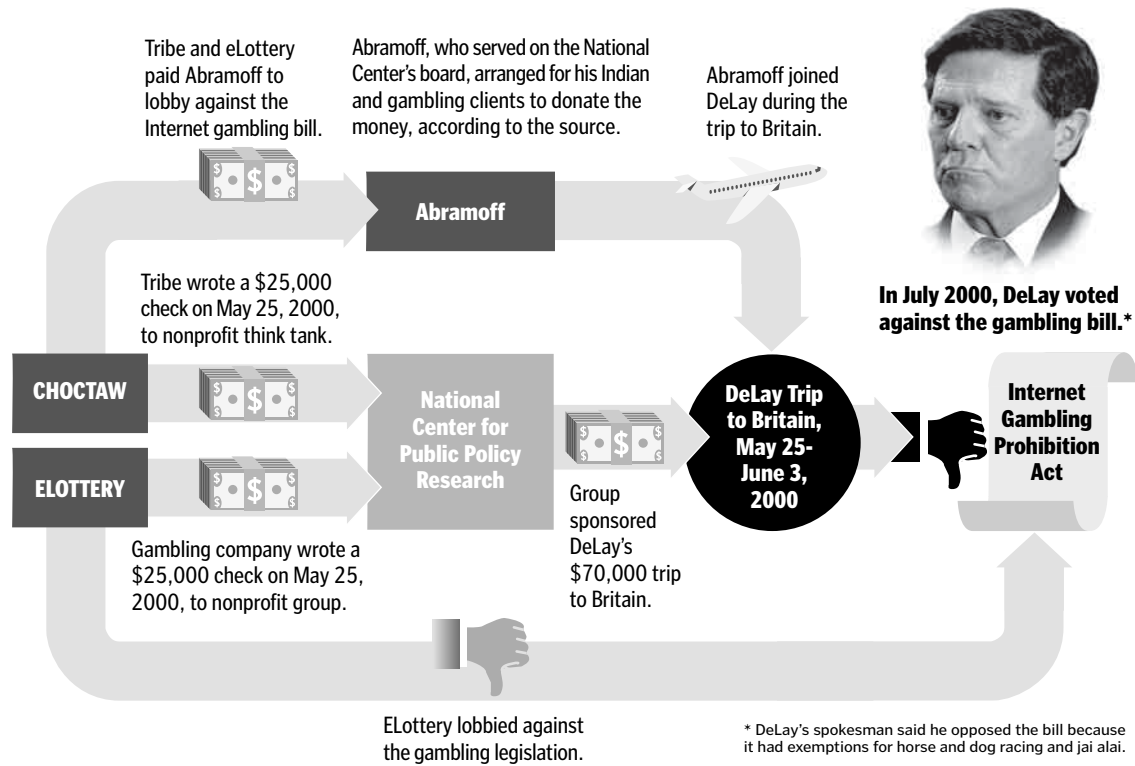 Tribe and eLottery
paid Abramoff to
lobby against the
Internet gambling bill.
Abramoff, who served on the National
Center's board, arranged for his Indian
and gambling clients to donate the
money, according to the source.
Abramoff joined
DeLay during the
trip to Britain.
$ $ $
$ $
Abramoff
Tribe wrote a $25,000
check on May 25, 2000,
to nonprofit think tank.
In July 2000, DeLay voted
against the gambling bill.*
CHOCTAW
$ $ $
$ $
National
Center for
Public Policy
Research
$ $ $
$ $
DeLay Trip
to Britain,
May 25-
June 3,
2000
Internet
Gambling
Prohibition
Act
ELOTTERY
$ $ $
$ $
Gambling company wrote a
$25,000 check on May 25,
2000, to nonprofit group.
Group
sponsored
DeLay's
$70,000 trip
to Britain.
ELottery lobbied against
the gambling legislation.
* DeLay's spokesman said he opposed the bill because
it had exemptions for horse and dog racing and jai alai.